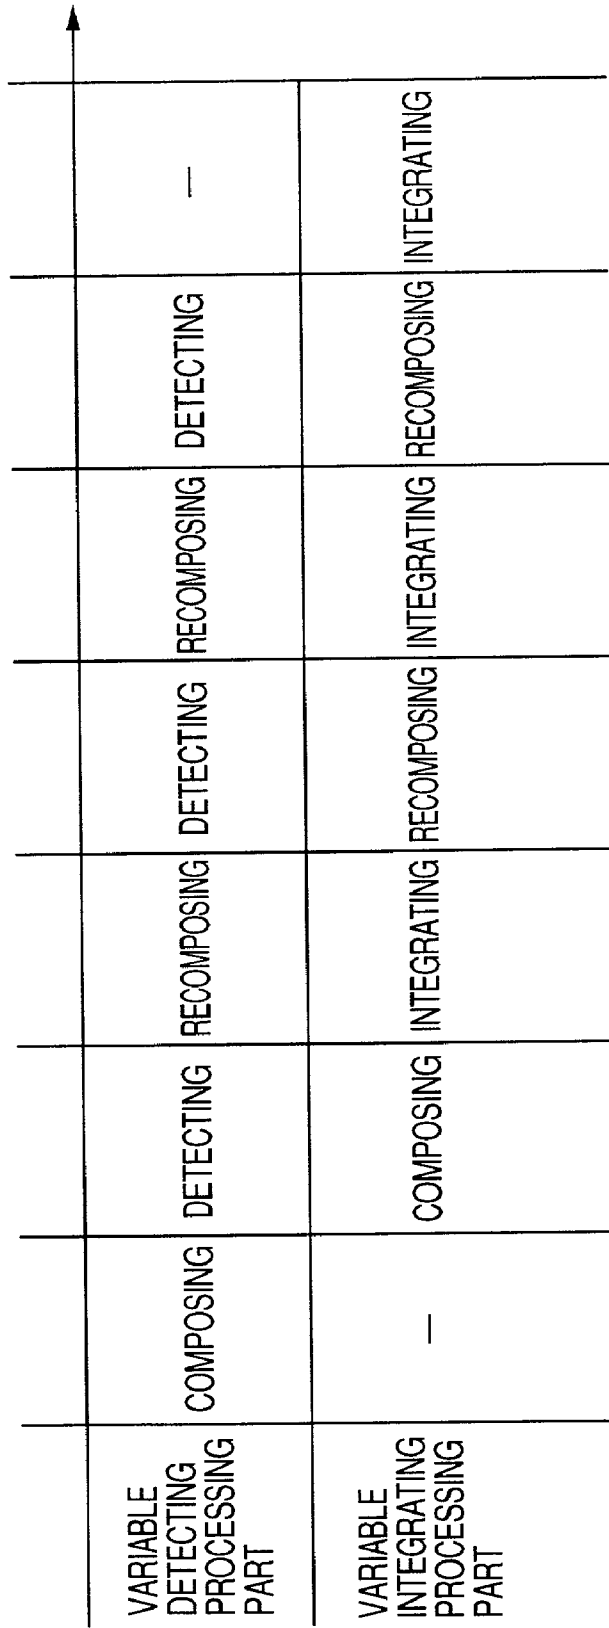 VARIABLE
DETECTING
PROCESSING
PART
COMPOSING
DETECTING
RECOMPOSING
DETECTING
RECOMPOSING
DETECTING
—
VARIABLE
INTEGRATING
PROCESSING
PART
—
COMPOSING
INTEGRATING
RECOMPOSING
INTEGRATING
RECOMPOSING
INTEGRATING